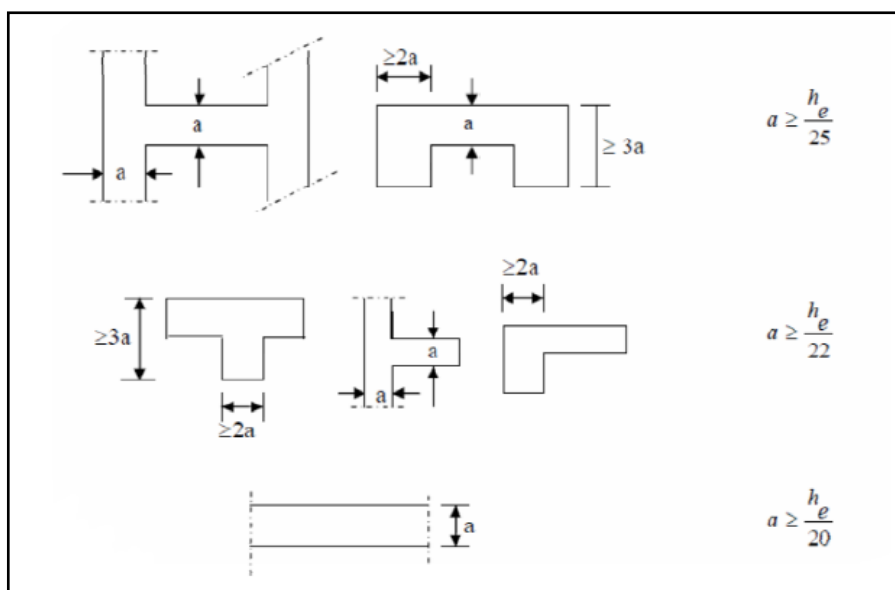 ≥2a
a
a
a
≥ 3a
a ≥ h_e/25
≥3a
≥2a
a
a
≥2a
a ≥ h_e/22
a
a ≥ h_e/20